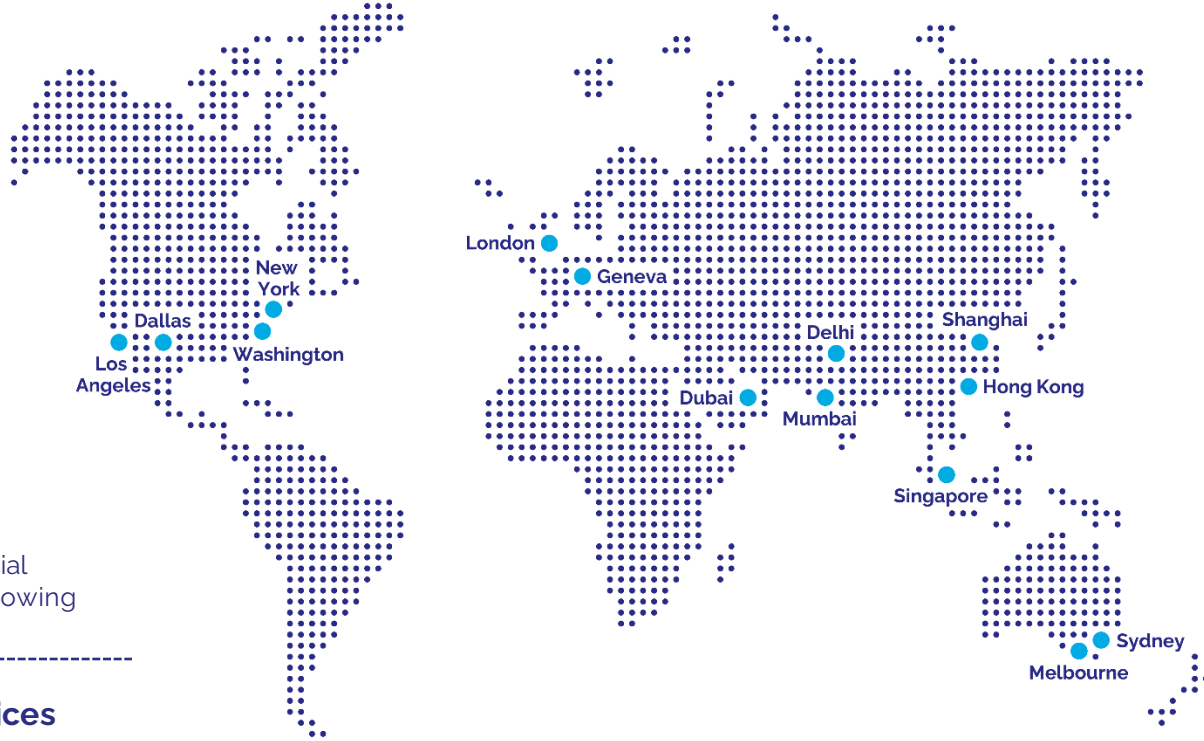 London
New
York
Geneva
Dallas
Washington
Los
Angeles
Delhi
Shanghai
Dubai
Mumbai
Hong Kong
Singapore
Sydney
Melbourne